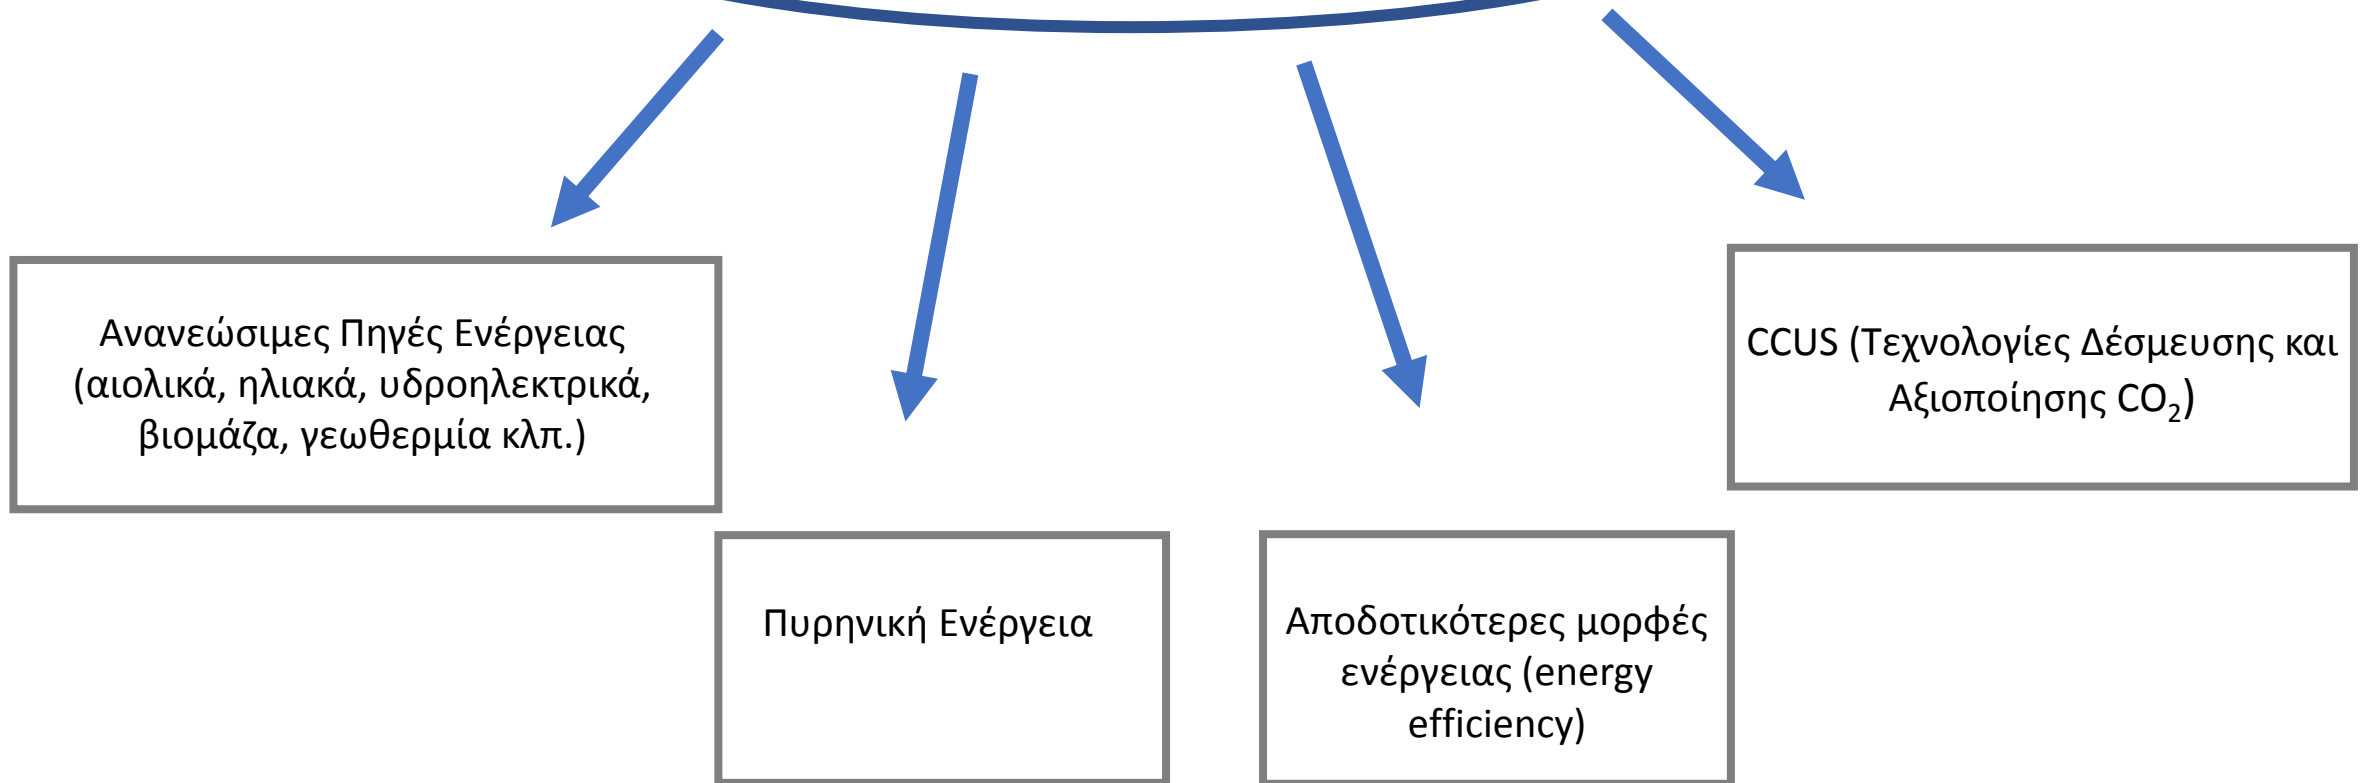 Ανανεώσιμες Πηγές Ενέργειας
(αιολικά, ηλιακά, υδροηλεκτρικά,
βιομάζα, γεωθερμία κλπ.)
CCUS (Τεχνολογίες Δέσμευσης και
Αξιοποίησης CO₂)
Πυρηνική Ενέργεια
Αποδοτικότερες μορφές
ενέργειας (energy
efficiency)